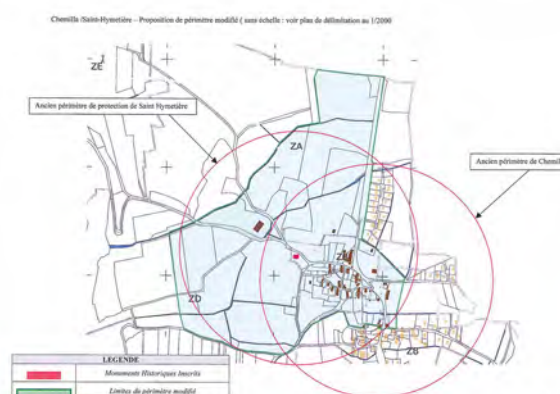 Chemilla /Saint-Hymetière – Proposition de périmètre modifié ( sans échelle : voir plan de délimitation au 1/2000
ZE
Ancien périmètre de protection de Saint Hymetière
ZA
Ancien périmètre de Chemill
ZD
ZB
LEGENDE
Monuments Historiques Inscrits
Limites de périmètre modifié